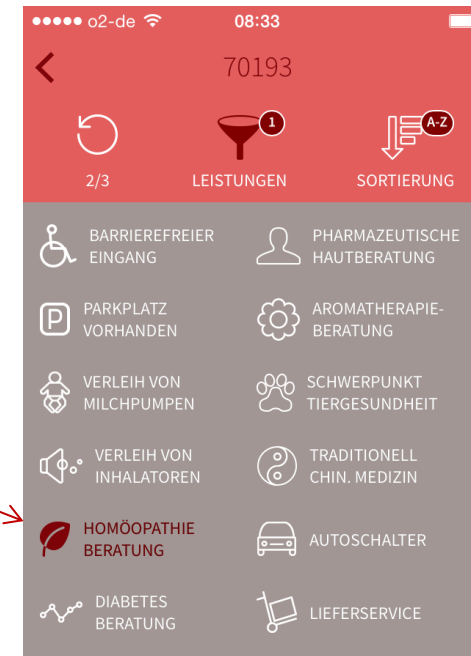 o2-de 08:33
70193
1 A-Z
2/3 LEISTUNGEN SORTIERUNG
BARRIEREFREIER
EINGANG
PHARMAZEUTISCHE
HAUTBERATUNG
P
PARKPLATZ
VORHANDEN
AROMATHERAPIE-
BERATUNG
VERLEIH VON
MILCHPUMPEN
SCHWERPUNKT
TIERGESUNDHEIT
VERLEIH VON
INHALATOREN
TRADITIONELL
CHIN. MEDIZIN
HOMÖOPATHIE
BERATUNG
AUTOSCHALTER
DIABETES
BERATUNG
LIEFERSERVICE